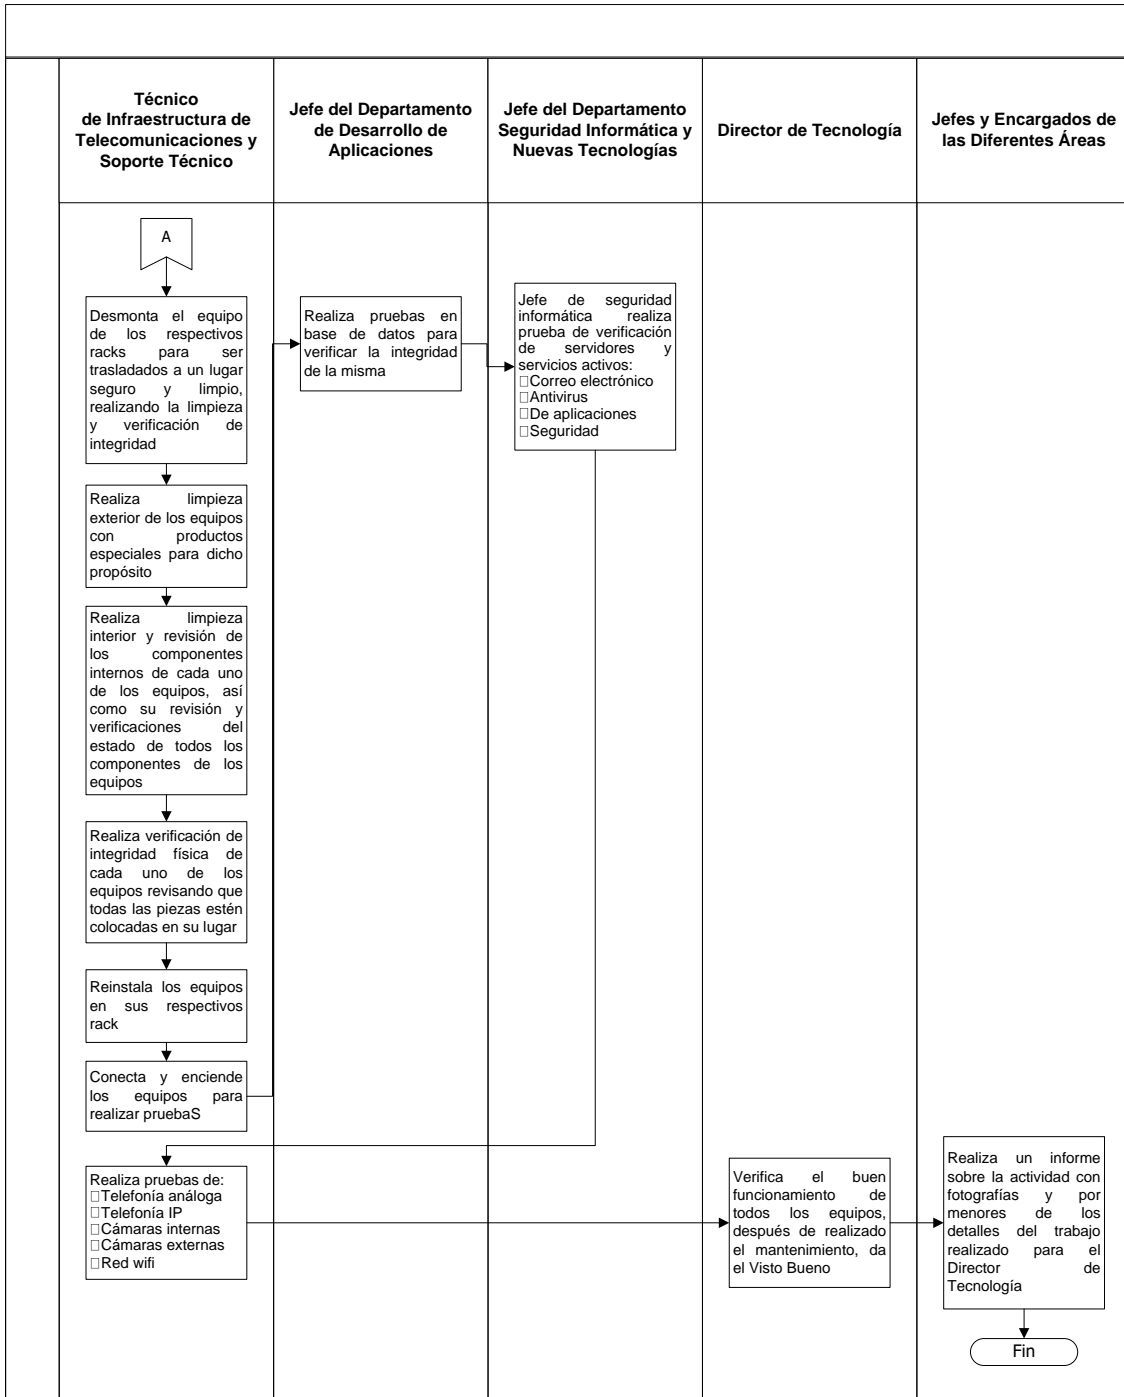 Técnico
de Infraestructura de
Telecomunicaciones y
Soporte Técnico
Jefe del Departamento
de Desarrollo de
Aplicaciones
Jefe del Departamento
Seguridad Informática y
Nuevas Tecnologías
Director de Tecnología
Jefes y Encargados de
las Diferentes Áreas
A
Desmonta el equipo
de los respectivos
racks para ser
trasladados a un lugar
seguro y limpio,
realizando la limpieza
y verificación de
integridad
Realiza limpieza
exterior de los equipos
con productos
especiales para dicho
propósito
Realiza limpieza
interior y revisión de
los componentes
internos de cada uno
de los equipos, así
como su revisión y
verificaciones del
estado de todos los
componentes de los
equipos
Realiza verificación de
integridad física de
cada uno de los
equipos revisando que
todas las piezas estén
colocadas en su lugar
Reinstala los equipos
en sus respectivos
rack
Conecta y enciende
los equipos para
realizar pruebaS
Realiza pruebas en
base de datos para
verificar la integridad
de la misma
Jefe de seguridad
informática realiza
prueba de verificación
de servidores y
servicios activos:
Correo electrónico
Antivirus
De aplicaciones
Seguridad
Realiza pruebas de:
Telefonía análoga
Telefonía IP
Cámaras internas
Cámaras externas
Red wifi
Verifica el buen
funcionamiento de
todos los equipos,
después de realizado
el mantenimiento, da
el Visto Bueno
Realiza un informe
sobre la actividad con
fotografías y por
menores de los
detalles del trabajo
realizado para el
Director de
Tecnología
Fin